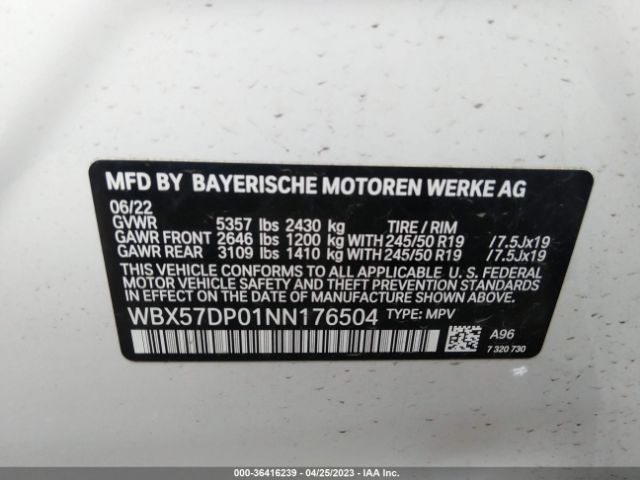 MFD BY BAYERISCHE MOTOREN WERKE AG
06/22
GVWR 5357 lbs 2430 kg TIRE / RIM
GAWR FRONT 2646 lbs 1200 kg WITH 245/50 R19 / 7.5Jx19
GAWR REAR 3109 lbs 1410 kg WITH 245/50 R19 / 7.5Jx19
THIS VEHICLE CONFORMS TO ALL APPLICABLE U. S. FEDERAL
MOTOR VEHICLE SAFETY AND THEFT PREVENTION
STANDARDS IN EFFECT ON THE DATE OF MANUFACTURE SHOWN ABOVE.
WBX57DP01NN176504 TYPE: MPV
A96
7 320 730
000-36416239 - 04/25/2023 - IAAI.COM